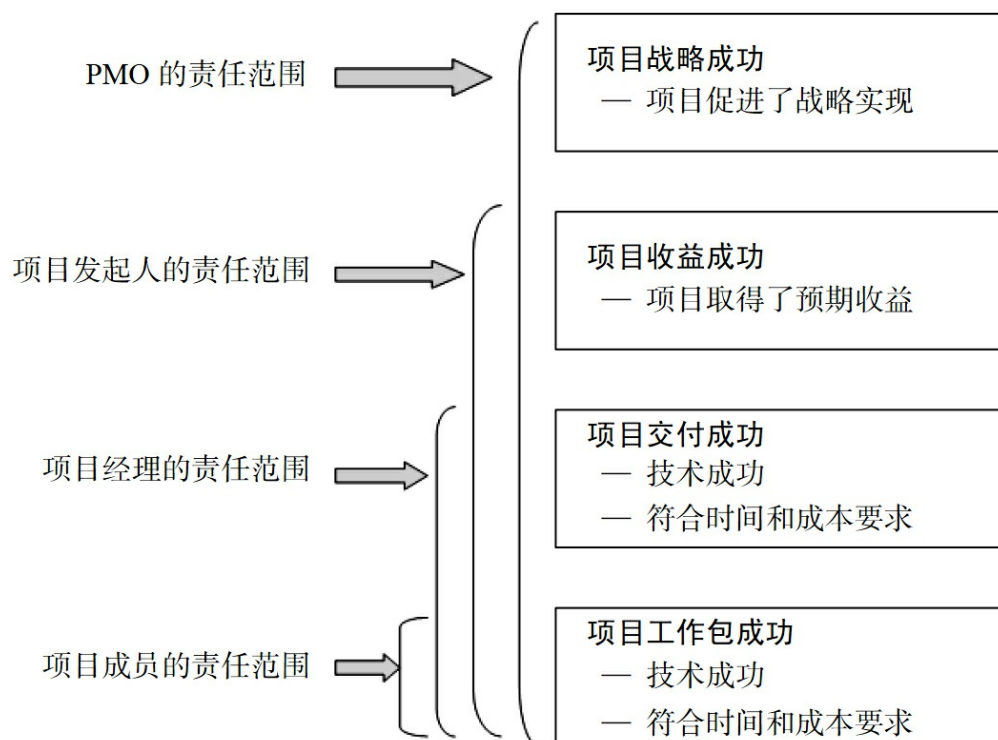 PMO 的责任范围
项目战略成功
— 项目促进了战略实现
项目发起人的责任范围
项目收益成功
— 项目取得了预期收益
项目经理的责任范围
项目交付成功
— 技术成功
— 符合时间和成本要求
项目成员的责任范围
项目工作包成功
— 技术成功
— 符合时间和成本要求